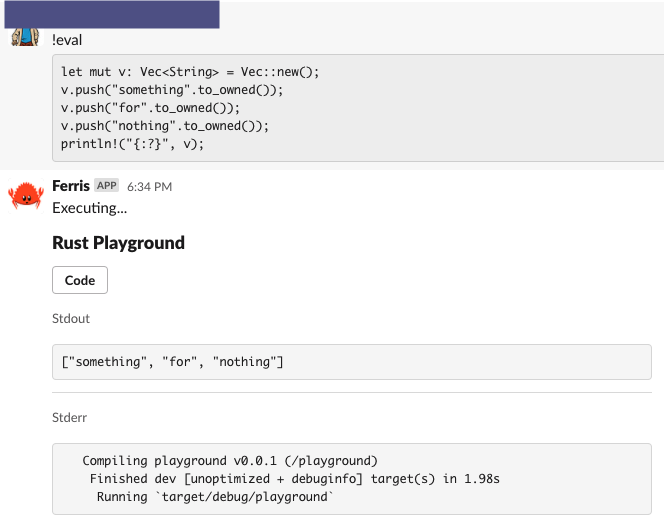 !eval
let mut v: Vec<String> = Vec::new();
v.push("something".to_owned());
v.push("for".to_owned());
v.push("nothing".to_owned());
println!("{:?}", v);
Ferris APP 6:34 PM
Executing...
Rust Playground
Code
Stdout
["something", "for", "nothing"]
Stderr
Compiling playground v0.0.1 (/playground)
Finished dev [unoptimized + debuginfo] target(s) in 1.98s
Running `target/debug/playground`